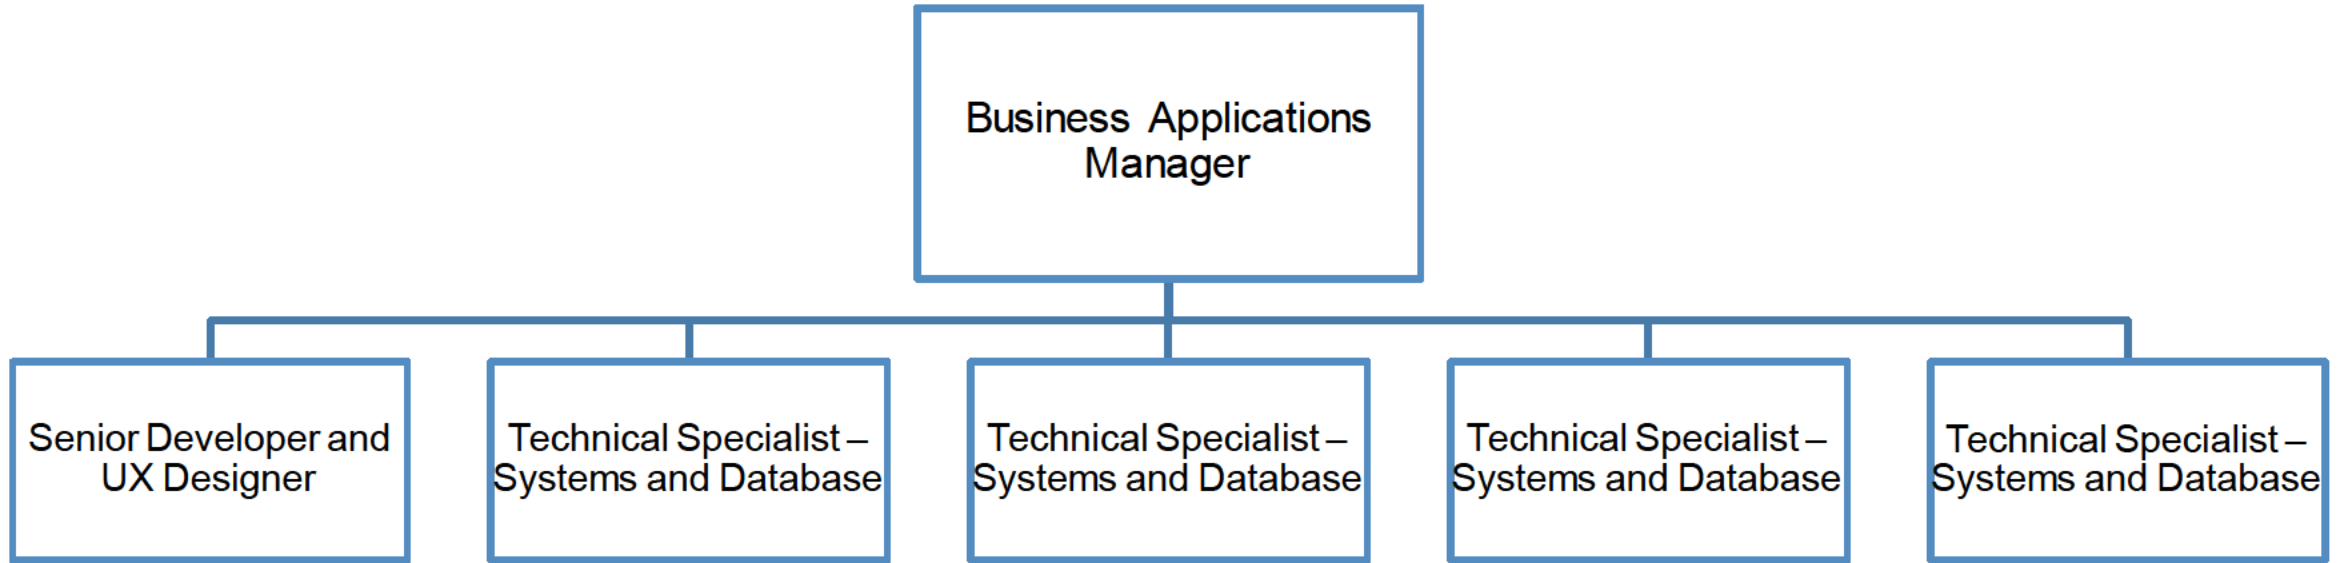 Business Applications
Manager
Senior Developer and
UX Designer
Technical Specialist –
Systems and Database
Technical Specialist –
Systems and Database
Technical Specialist –
Systems and Database
Technical Specialist –
Systems and Database